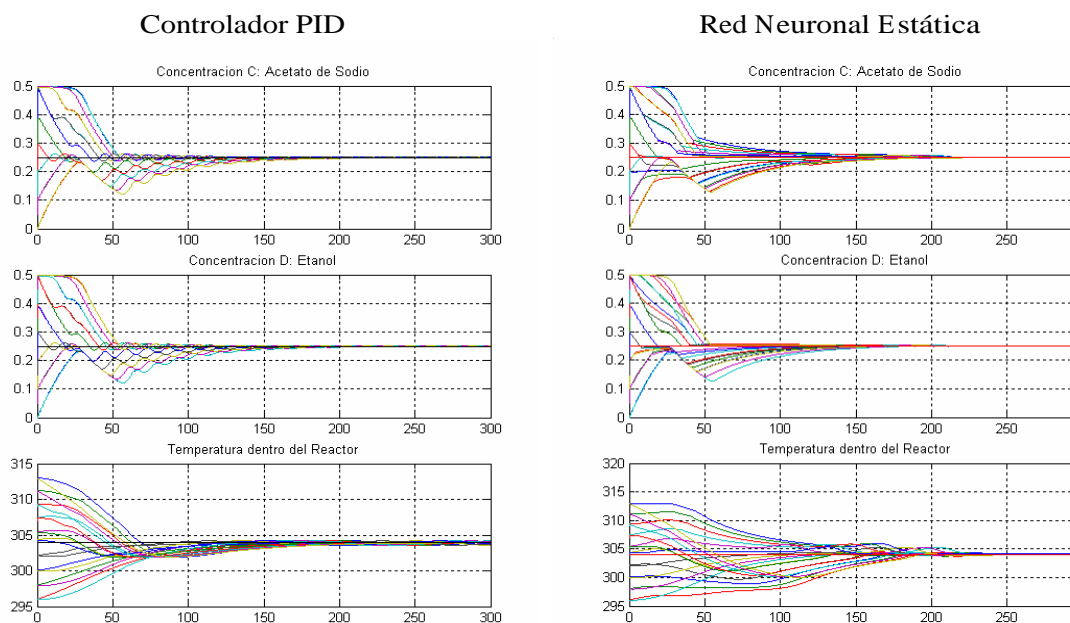 Controlador PID
Red Neuronal Estática
Concentracion C: Acetato de Sodio
0.5
0.4
0.3
0.2
0.1
0
0 50 100 150 200 250 300
Concentracion D: Etanol
0.5
0.4
0.3
0.2
0.1
0
0 50 100 150 200 250 300
Temperatura dentro del Reactor
315
310
305
300
295
0 50 100 150 200 250 300
Concentracion C: Acetato de Sodio
0.5
0.4
0.3
0.2
0.1
0
0 50 100 150 200 250
Concentracion D: Etanol
0.5
0.4
0.3
0.2
0.1
0
0 50 100 150 200 250
Temperatura dentro del Reactor
320
315
310
305
300
295
0 50 100 150 200 250